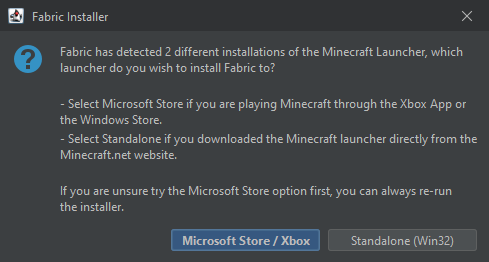 Fabric Installer
Fabric has detected 2 different installations of the Minecraft Launcher, which
launcher do you wish to install Fabric to?
- Select Microsoft Store if you are playing Minecraft through the Xbox App or
the Windows Store.
- Select Standalone if you downloaded the Minecraft launcher directly from the
Minecraft.net website.
If you are unsure try the Microsoft Store option first, you can always re-run
the installer.
Microsoft Store / Xbox
Standalone (Win32)